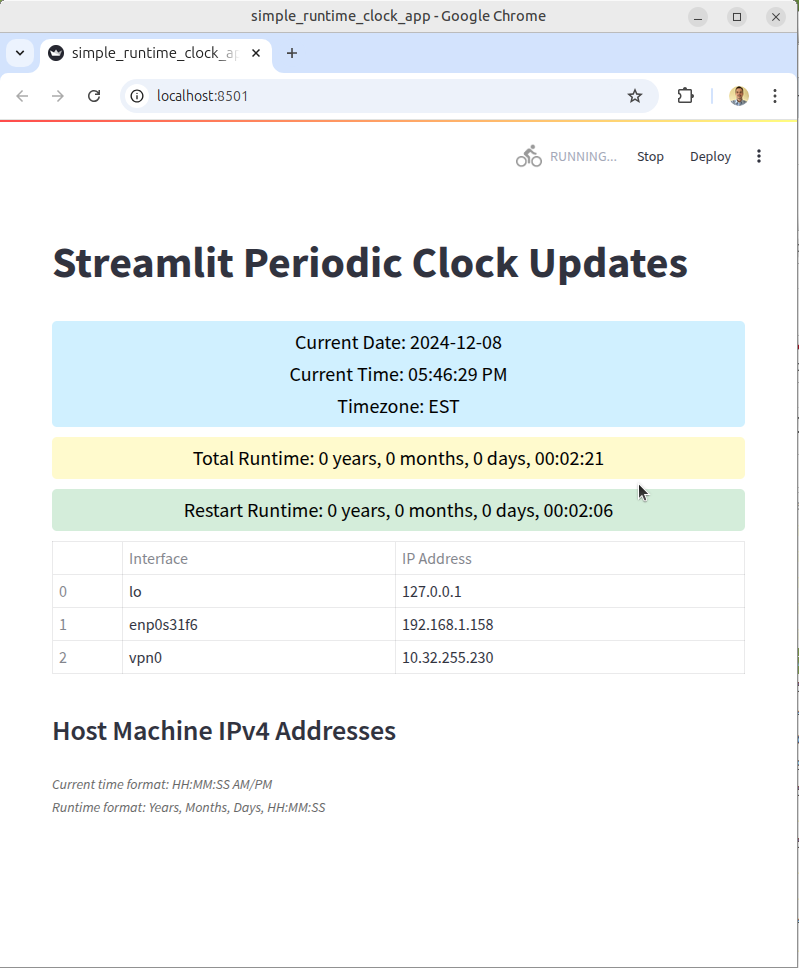 simple_runtime_clock_app - Google Chrome
simple_runtime_clock_ap
localhost:8501
RUNNING... Stop Deploy
Streamlit Periodic Clock Updates
Current Date: 2024-12-08
Current Time: 05:46:29 PM
Timezone: EST
Total Runtime: 0 years, 0 months, 0 days, 00:02:21
Restart Runtime: 0 years, 0 months, 0 days, 00:02:06
Interface IP Address
0 lo 127.0.0.1
1 enp0s31f6 192.168.1.158
2 vpn0 10.32.255.230
Host Machine IPv4 Addresses
Current time format: HH:MM:SS AM/PM
Runtime format: Years, Months, Days, HH:MM:SS